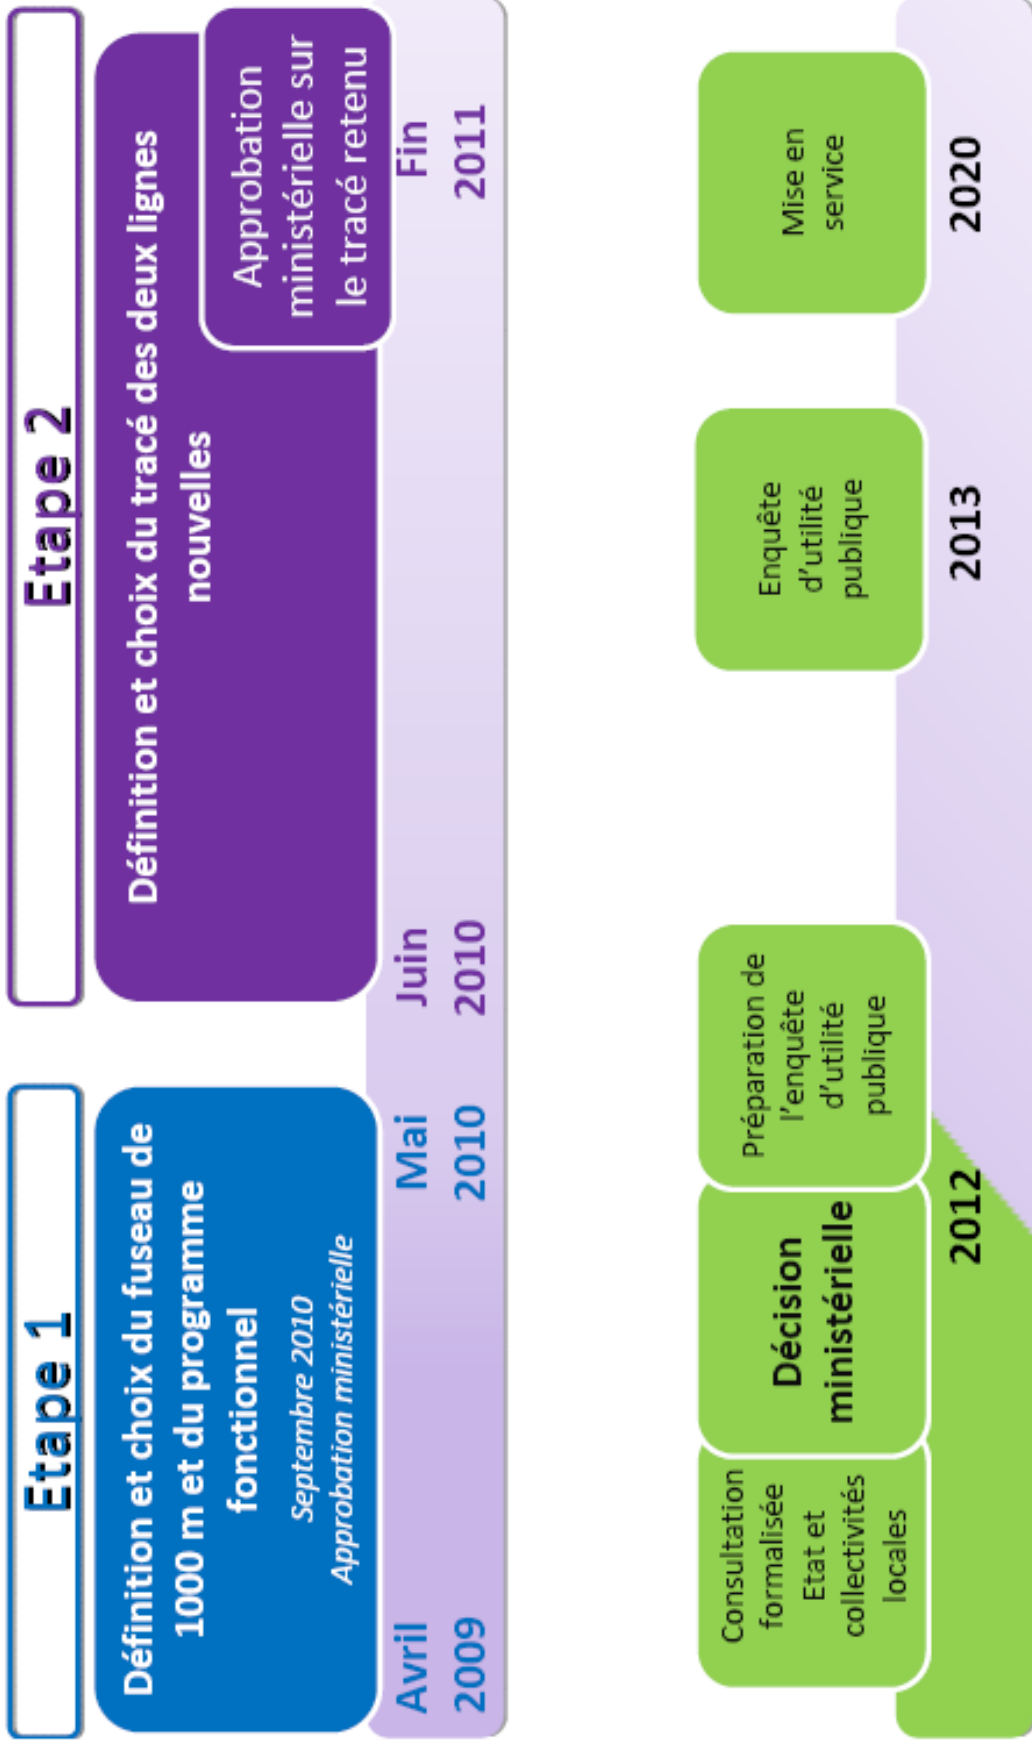 Etape 1
Définition et choix du fuseau de
1000 m et du programme
fonctionnel
Septembre 2010
Approbation ministérielle
Avril
2009
Mai
2010
Etape 2
Définition et choix du tracé des deux lignes
nouvelles
Approbation
ministérielle sur
le tracé retenu
Juin
2010
Fin
2011
Consultation
formalisée
Etat et
collectivités
locales
Décision
ministérielle
Préparation de
l'enquête
d'utilité
publique
2012
Enquête
d'utilité
publique
2013
Mise en
service
2020